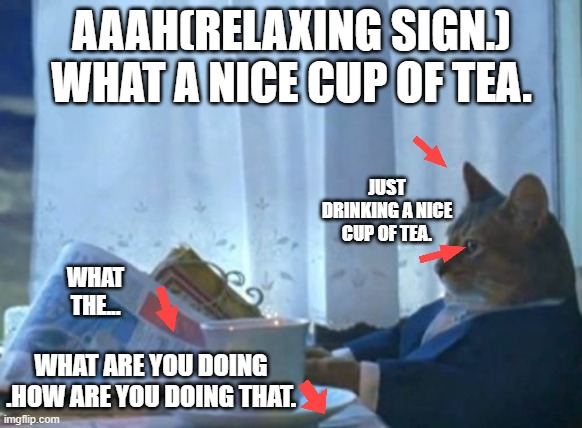 AAAH(RELAXING SIGN.)
WHAT A NICE CUP OF TEA.
JUST
DRINKING A NICE
CUP OF TEA.
WHAT
THE...
WHAT ARE YOU DOING
.HOW ARE YOU DOING THAT.
imgflip.com